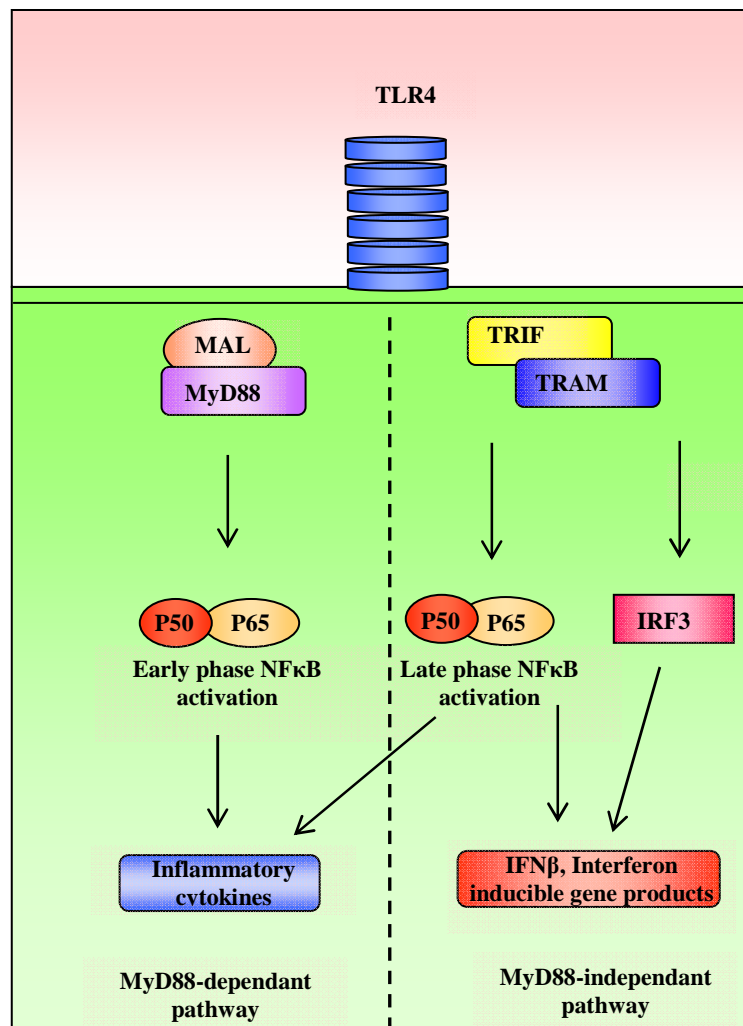 TLR4
MAL
MyD88
TRIF
TRAM
P50
P65
Early phase NFκB
activation
P50
P65
Late phase NFκB
activation
IRF3
Inflammatory
cytokines
IFNβ, Interferon
inducible gene products
MyD88-dependant
pathway
MyD88-independant
pathway